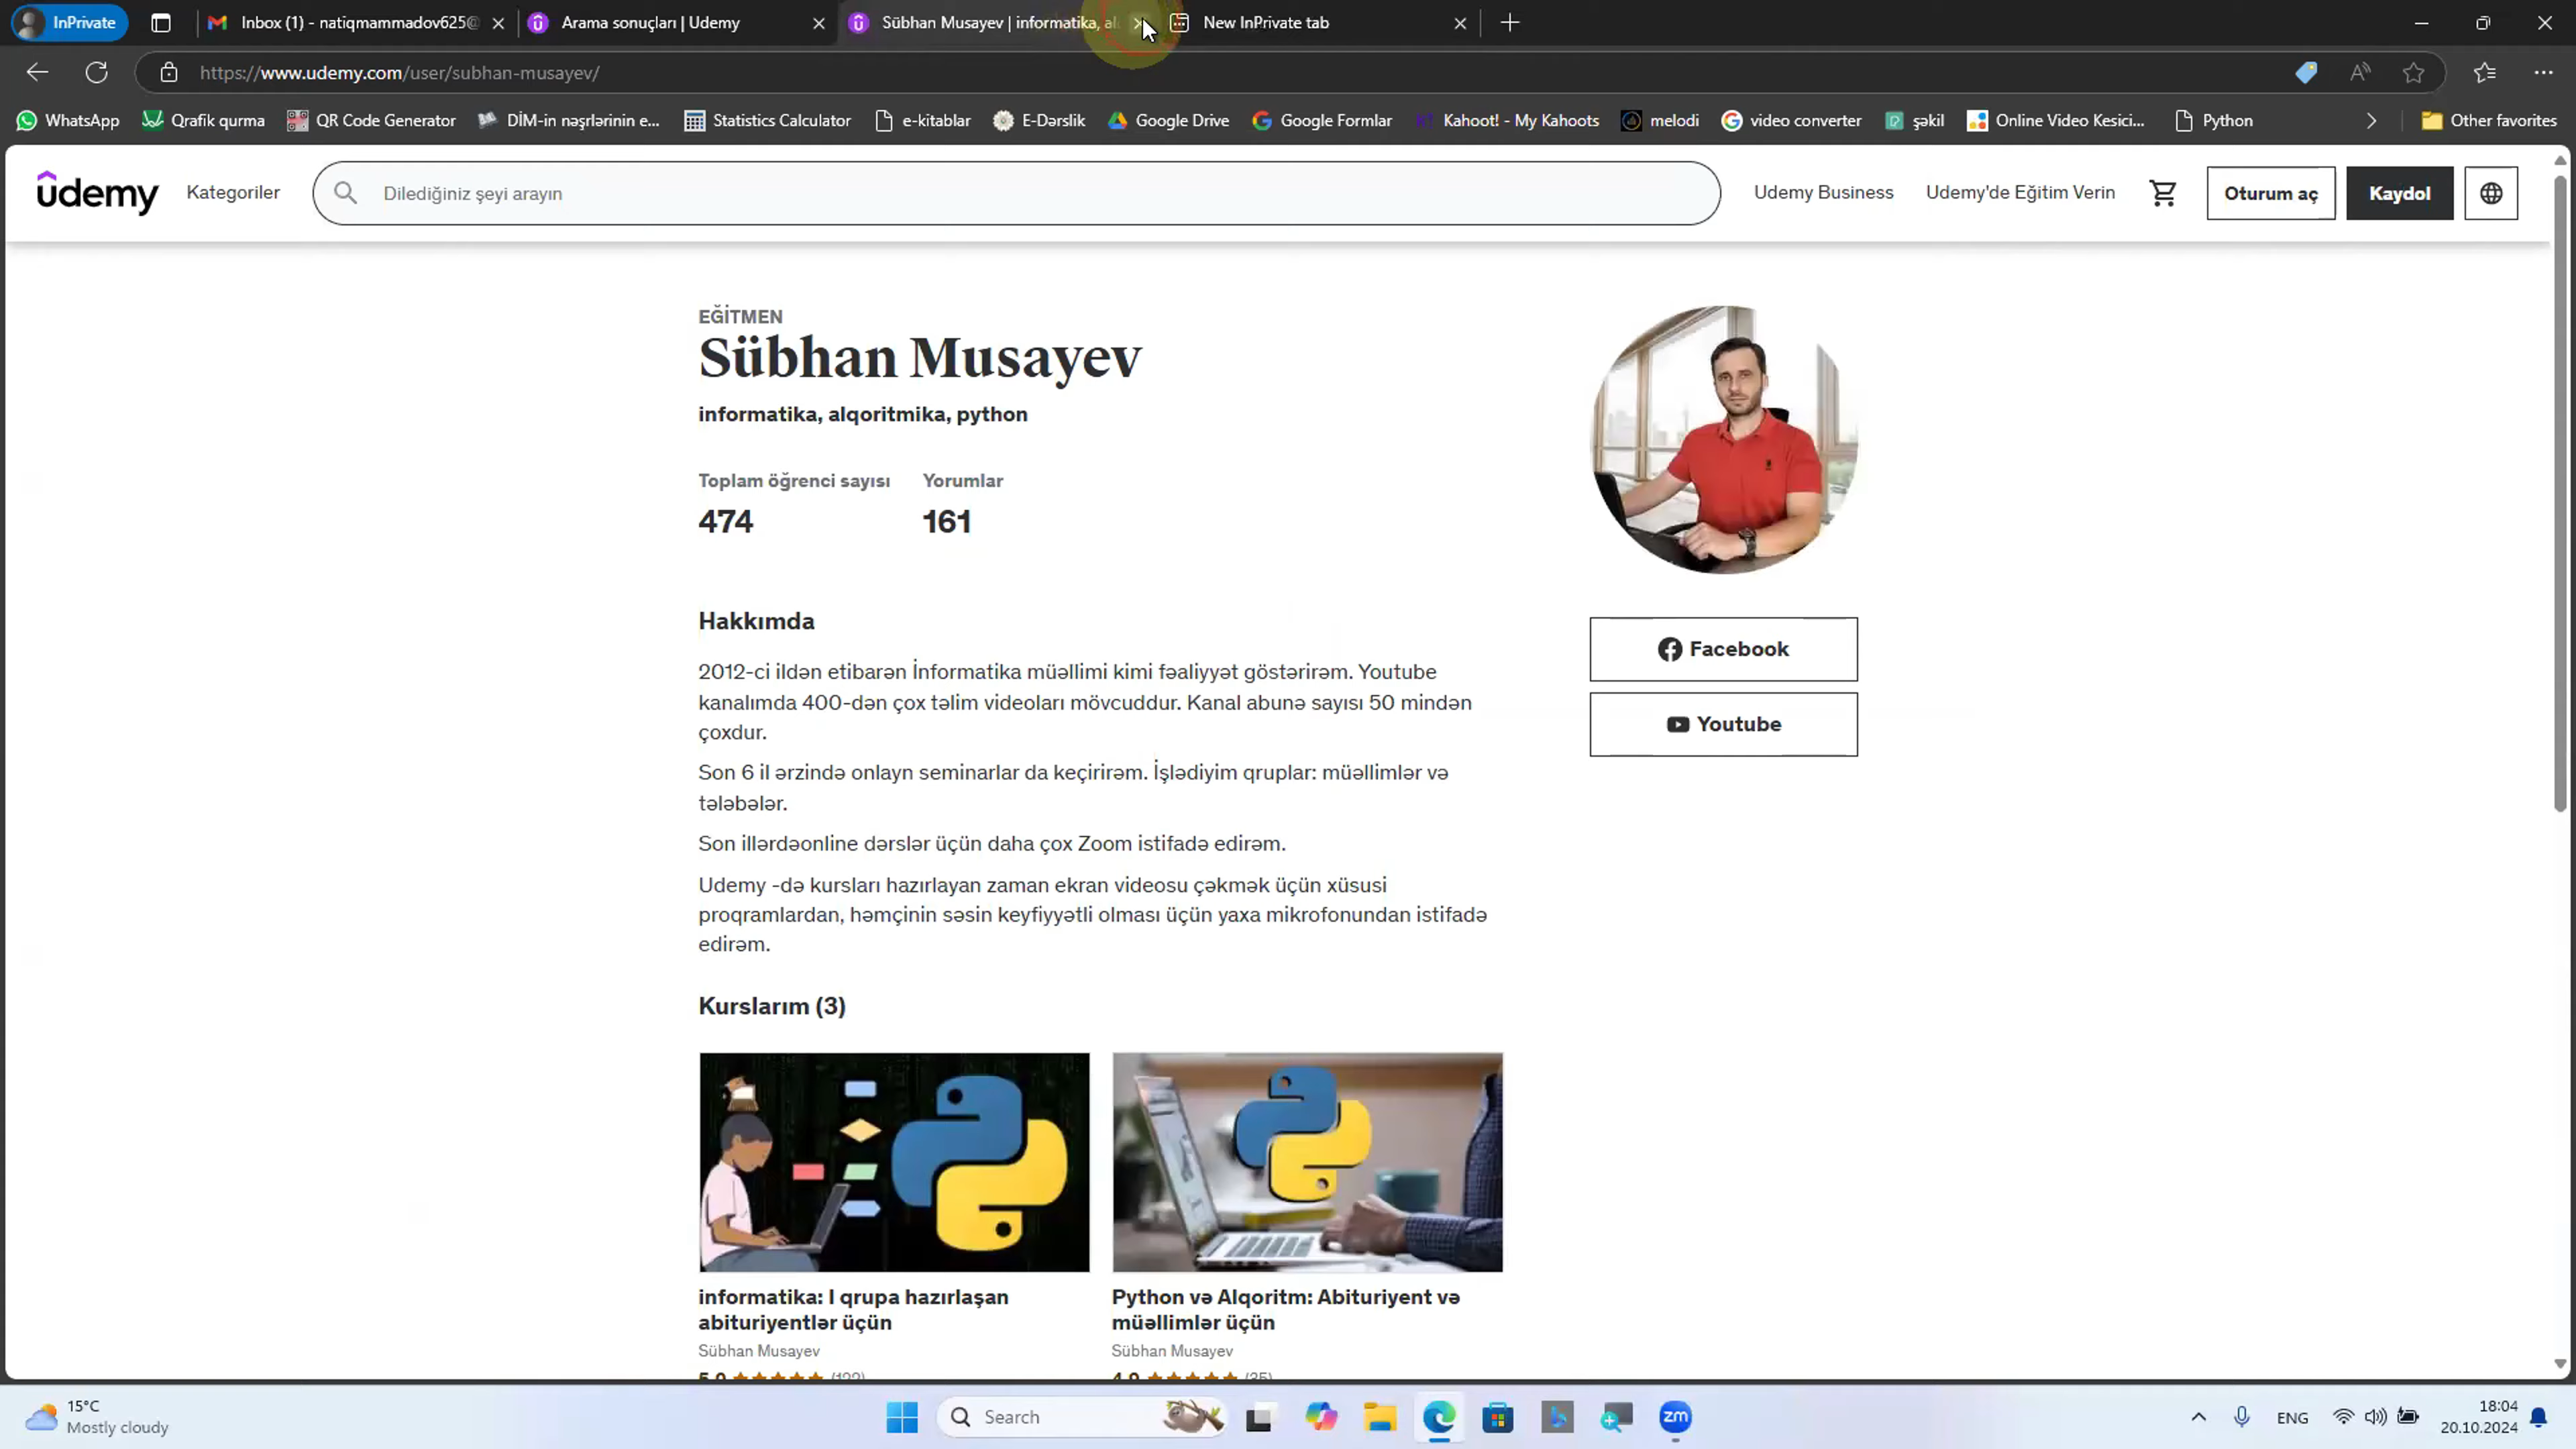 InPrivate
Inbox (1) - natiqmammadov625@
Arama sonuçları | Udemy
Sübhan Musayev | informatika, al
New InPrivate tab
https://www.udemy.com/user/subhan-musayev/
WhatsApp
Qrafik qurma
QR Code Generator
DİM-in nəşrlərinin e...
Statistics Calculator
e-kitablar
E-Dərslik
Google Drive
Google Formlar
Kahoot! - My Kahoots
melodi
video converter
şəkil
Online Video Kesici...
Python
Other favorites
ûdemy
Kategoriler
Dilediğiniz şeyi arayın
Udemy Business
Udemy'de Eğitim Verin
Oturum aç
Kaydol
EĞİTMEN
Sübhan Musayev
informatika, alqoritmika, python
Toplam öğrenci sayısı
Yorumlar
474
161
Hakkımda
2012-ci ildən etibarən İnformatika müəllimi kimi fəaliyyət göstərirəm. Youtube
kanalımda 400-dən çox təlim videoları mövcuddur. Kanal abunə sayısı 50 mindən
çoxdur.
Son 6 il ərzində onlayn seminarlar da keçirirəm. İşlədiyim qruplar: müəllimlər və
tələbələr.
Son illərdəonline dərslər üçün daha çox Zoom istifadə edirəm.
Udemy -də kursları hazırlayan zaman ekran videosu çəkmək üçün xüsusi
proqramlardan, həmçinin səsin keyfiyyətli olması üçün yaxa mikrofonundan istifadə
edirəm.
Facebook
Youtube
Kurslarım (3)
informatika: I qrupa hazırlaşan
abituriyentlər üçün
Sübhan Musayev
5,0
Python və Alqoritm: Abituriyent və
müəllimlər üçün
Sübhan Musayev
4,9
15°C
Mostly cloudy
Search
zm
ENG
18:04
20.10.2024